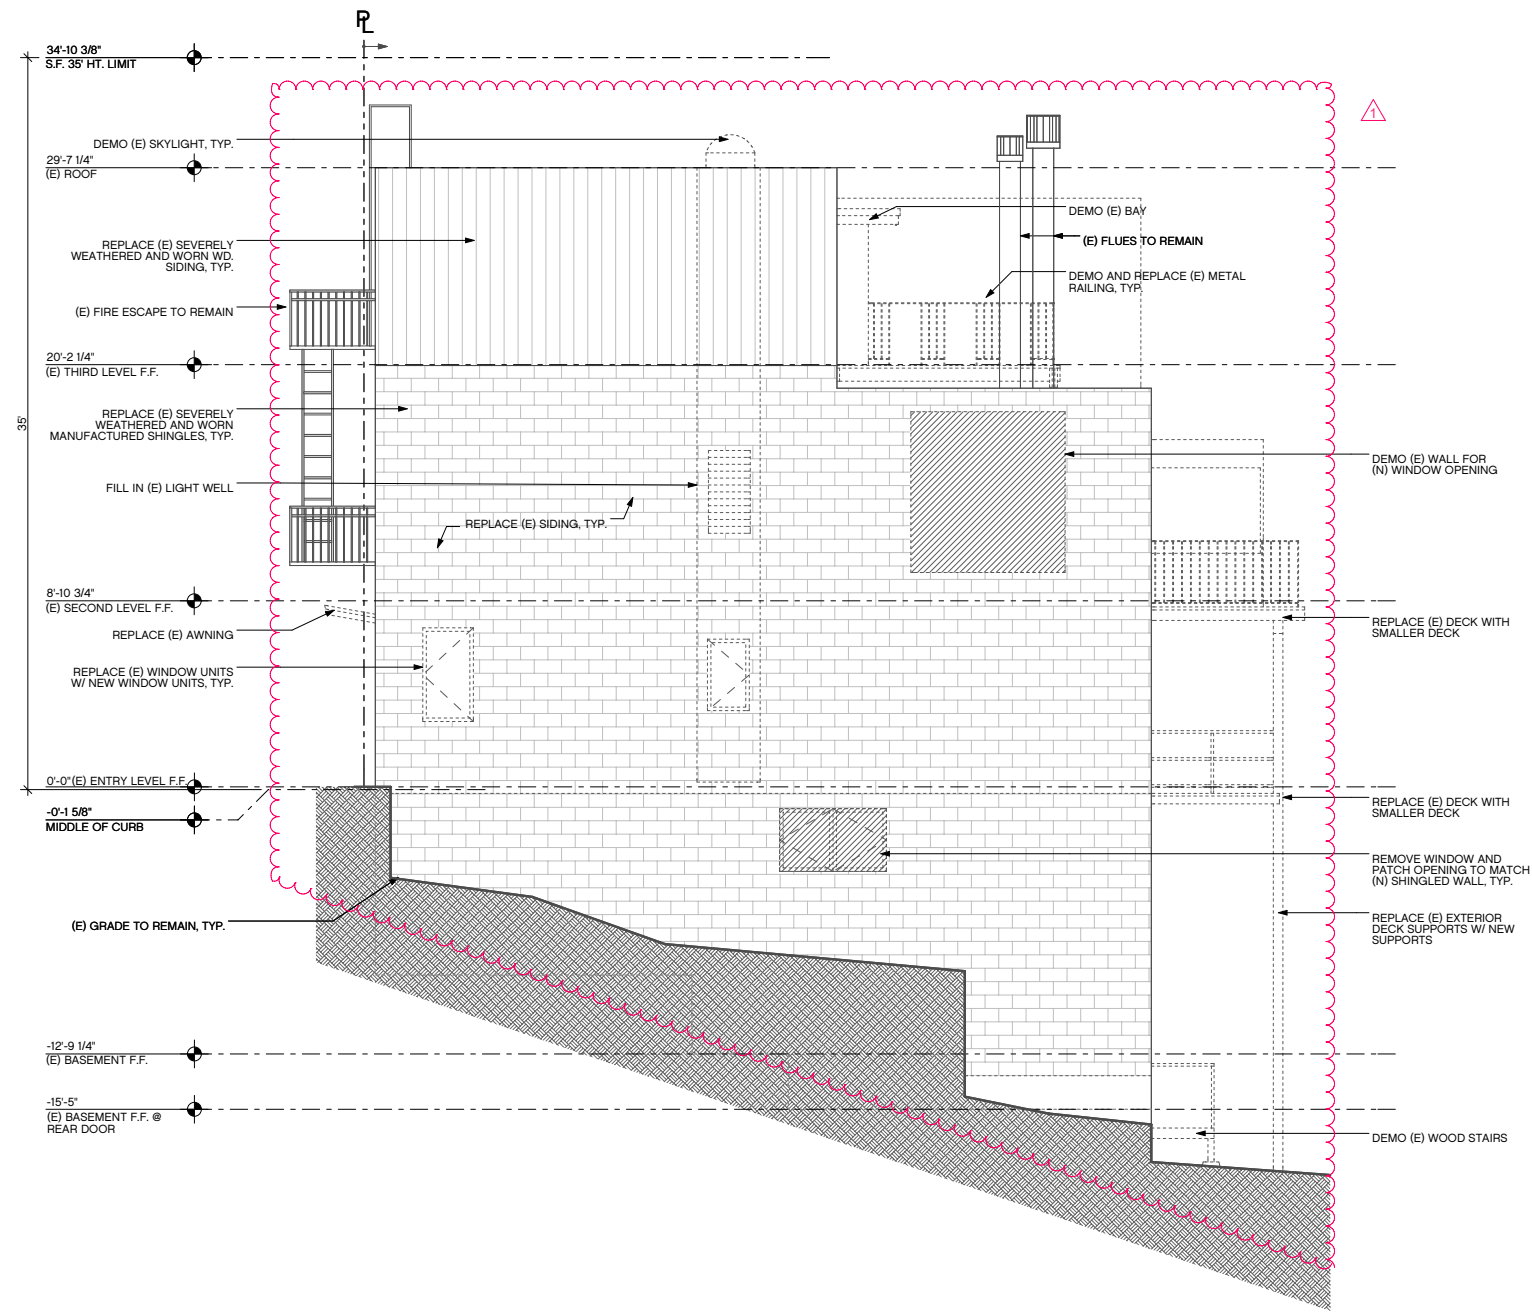 PL
34'-10 3/8"
S.F. 35' HT. LIMIT
1
DEMO (E) SKYLIGHT, TYP.
29'-7 1/4"
(E) ROOF
DEMO (E) BAY
(E) FLUES TO REMAIN
REPLACE (E) SEVERELY
WEATHERED AND WORN WD.
SIDING, TYP.
DEMO AND REPLACE (E) METAL
RAILING, TYP.
(E) FIRE ESCAPE TO REMAIN
20'-2 1/4"
(E) THIRD LEVEL F.F.
35'
REPLACE (E) SEVERELY
WEATHERED AND WORN
MANUFACTURED SHINGLES, TYP.
DEMO (E) WALL FOR
(N) WINDOW OPENING
FILL IN (E) LIGHT WELL
REPLACE (E) SIDING, TYP.
8'-10 3/4"
(E) SECOND LEVEL F.F.
REPLACE (E) AWNING
REPLACE (E) DECK WITH
SMALLER DECK
REPLACE (E) WINDOW UNITS
W/ NEW WINDOW UNITS, TYP.
0'-0" (E) ENTRY LEVEL F.F.
-0'-1 5/8"
MIDDLE OF CURB
REPLACE (E) DECK WITH
SMALLER DECK
REMOVE WINDOW AND
PATCH OPENING TO MATCH
(N) SHINGLED WALL, TYP.
(E) GRADE TO REMAIN, TYP.
REPLACE (E) EXTERIOR
DECK SUPPORTS W/ NEW
SUPPORTS
-12'-9 1/4"
(E) BASEMENT F.F.
-15'-5"
(E) BASEMENT F.F. @
REAR DOOR
DEMO (E) WOOD STAIRS